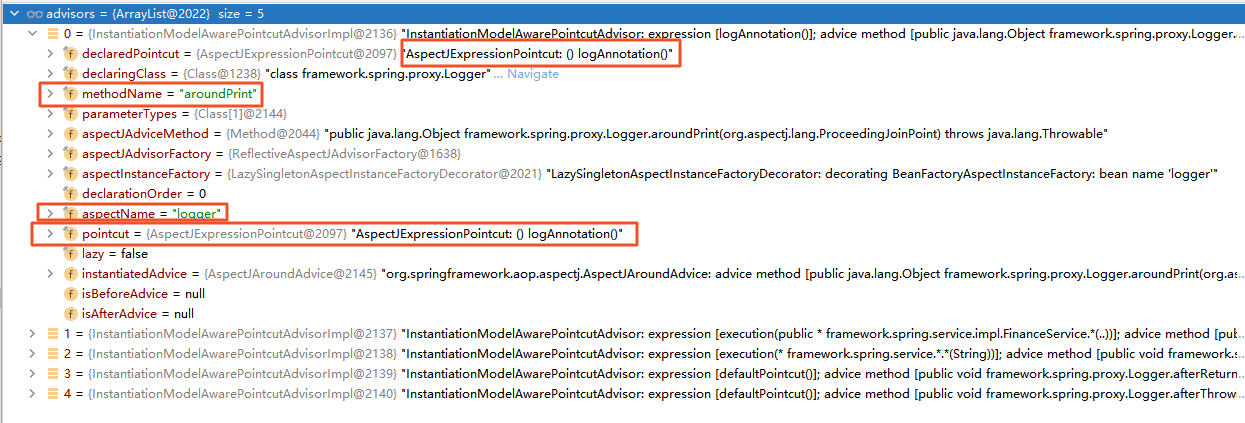 advisors = {ArrayList@2022} size = 5
0 = {InstantiationModelAwarePointcutAdvisorImpl@2136} "InstantiationModelAwarePointcutAdvisor: expression [logAnnotation()]; advice method [public java.lang.Object framework.spring.proxy.Logger...
declaredPointcut = {AspectJExpressionPointcut@2097} "AspectJExpressionPointcut: () logAnnotation()"
declaringClass = {Class@1238} "class framework.spring.proxy.Logger"... Navigate
methodName = "aroundPrint"
parameterTypes = {Class[1]@2144}
aspectJAdviceMethod = {Method@2044} "public java.lang.Object framework.spring.proxy.Logger.aroundPrint(org.aspectj.lang.ProceedingJoinPoint) throws java.lang.Throwable"
aspectJAdvisorFactory = {ReflectiveAspectJAdvisorFactory@1638}
aspectInstanceFactory = {LazySingletonAspectInstanceFactoryDecorator@2021} "LazySingletonAspectInstanceFactoryDecorator: decorating BeanFactoryAspectInstanceFactory: bean name 'logger'"
declarationOrder = 0
aspectName = "logger"
pointcut = {AspectJExpressionPointcut@2097} "AspectJExpressionPointcut: () logAnnotation()"
lazy = false
instantiatedAdvice = {AspectJAroundAdvice@2145} "org.springframework.aop.aspectj.AspectJAroundAdvice: advice method [public java.lang.Object framework.spring.proxy.Logger.aroundPrint(org.as...
isBeforeAdvice = null
isAfterAdvice = null
1 = {InstantiationModelAwarePointcutAdvisorImpl@2137} "InstantiationModelAwarePointcutAdvisor: expression [execution(public * framework.spring.service.impl.FinanceService.*(..))]; advice method [pub...
2 = {InstantiationModelAwarePointcutAdvisorImpl@2138} "InstantiationModelAwarePointcutAdvisor: expression [execution(* framework.spring.service.*.*(String))]; advice method [public void framework.s...
3 = {InstantiationModelAwarePointcutAdvisorImpl@2139} "InstantiationModelAwarePointcutAdvisor: expression [defaultPointcut()]; advice method [public void framework.spring.proxy.Logger.afterReturn...
4 = {InstantiationModelAwarePointcutAdvisorImpl@2140} "InstantiationModelAwarePointcutAdvisor: expression [defaultPointcut()]; advice method [public void framework.spring.proxy.Logger.afterThrow...